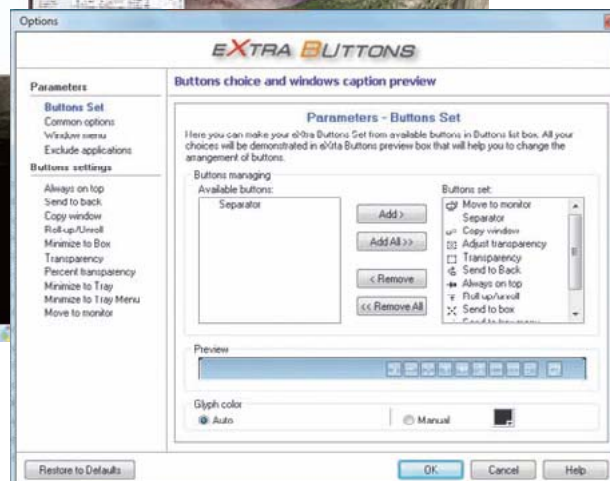 Options
EXTRA BUTTONS
Parameters
Buttons Set
Common options
Window menu
Exclude applications
Buttons settings
Always on top
Send to back
Copy window
Roll-up/Unroll
Minimize to Box
Transparency
Percent transparency
Minimize to Tray
Minimize to Tray Menu
Move to monitor
Buttons choice and windows caption preview
Parameters - Buttons Set
Here you can make your eXtra Buttons Set from available buttons in Buttons list box. All your
choices will be demonstrated in eXtra Buttons preview box that will help you to change the
arrangement of buttons.
Buttons managing
Available buttons:
Separator
Add >
Add All >>
< Remove
<< Remove All
Buttons set:
Move to monitor
Separator
Copy window
Adjust transparency
Transparency
Send to Back
Always on top
Roll up/unroll
Send to box
Send to tray menu
Preview
Glyph color
Auto
Manual
Restore to Defaults
OK
Cancel
Help